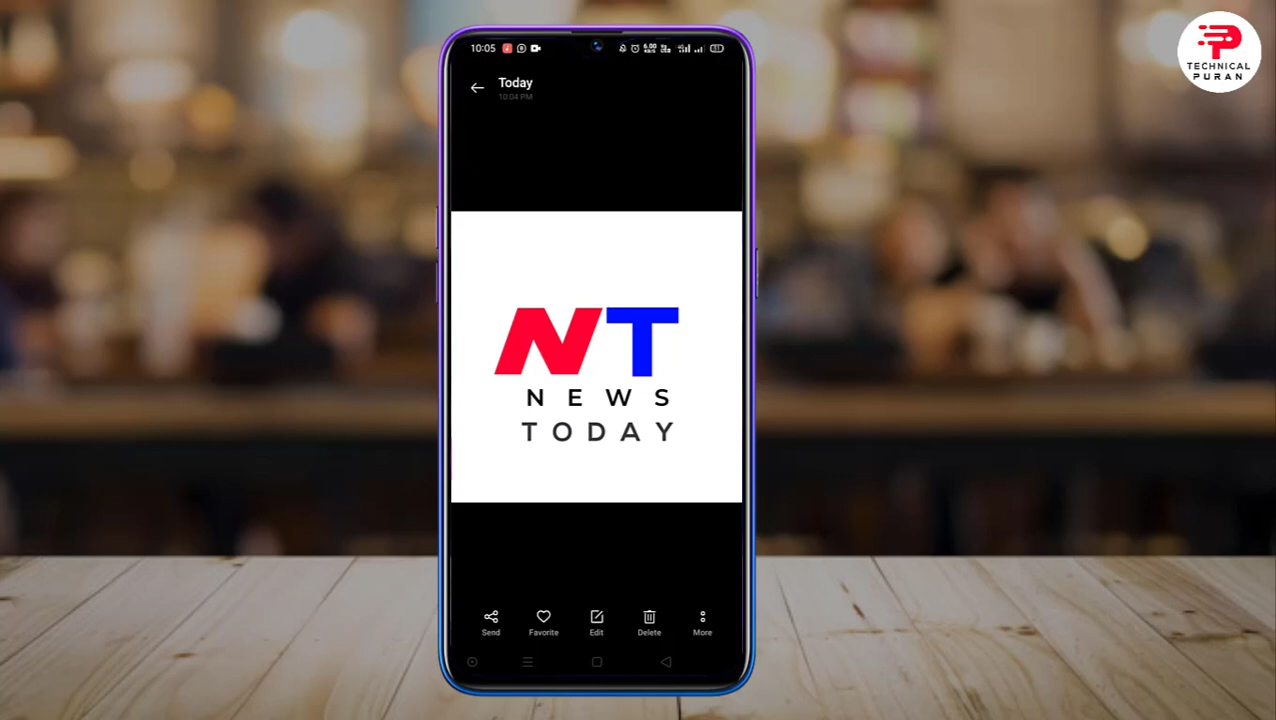 10:05
Today
10:04 PM
NT
NEWS
TODAY
Send
Favorite
Edit
Delete
More
TECHNICAL
PURAN